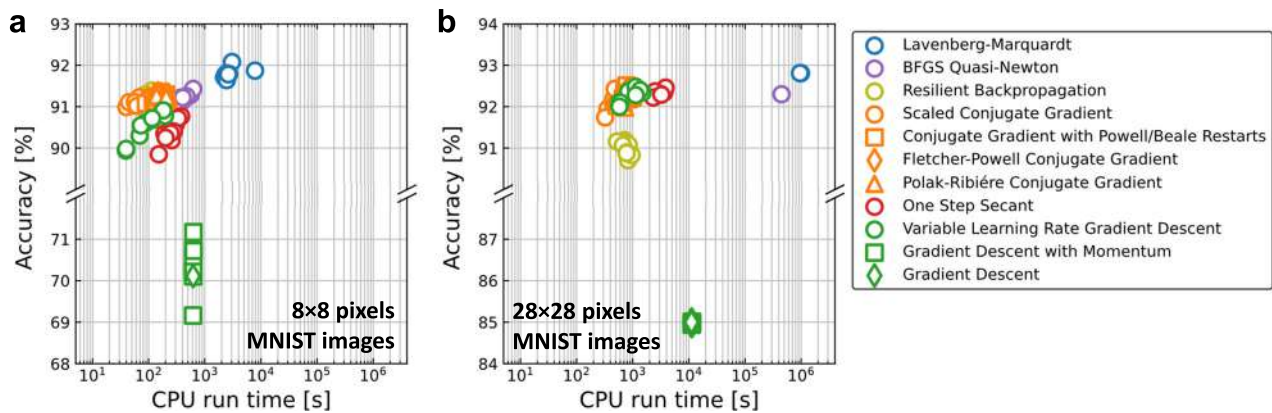 a
94
93
92
91
90
71
70
69
68
Accuracy [%]
10¹ 10² 10³ 10⁴ 10⁵ 10⁶
CPU run time [s]
8×8 pixels
MNIST images
b
94
93
92
91
87
86
85
84
Accuracy [%]
10¹ 10² 10³ 10⁴ 10⁵ 10⁶
CPU run time [s]
28×28 pixels
MNIST images
Lavenberg-Marquardt
BFGS Quasi-Newton
Resilient Backpropagation
Scaled Conjugate Gradient
Conjugate Gradient with Powell/Beale Restarts
Fletcher-Powell Conjugate Gradient
Polak-Ribiére Conjugate Gradient
One Step Secant
Variable Learning Rate Gradient Descent
Gradient Descent with Momentum
Gradient Descent